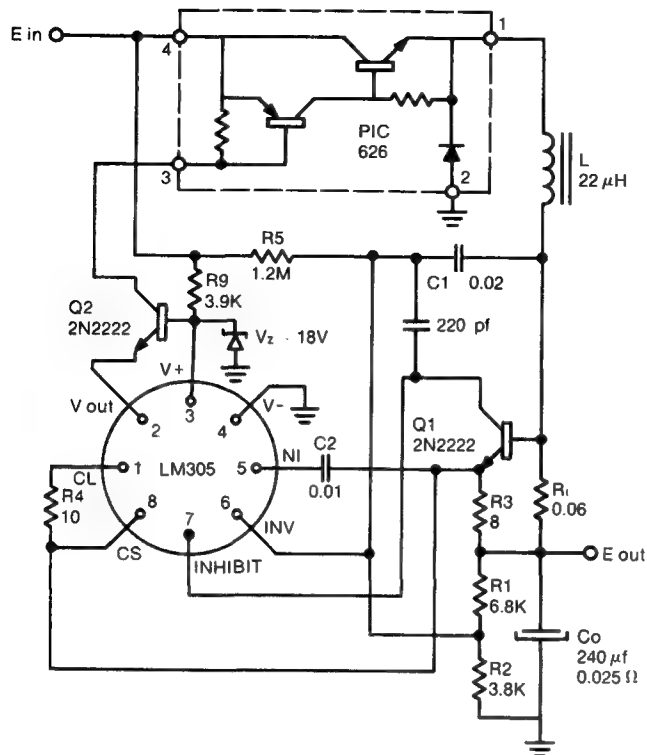 E in
4
1
PIC
626
3
2
L
22 μH
R5
1.2M
C1 0.02
R9
3.9K
Q2
2N2222
Vz · 18V
220 pf
V+
3
V out
2
V-
4
Q1
2N2222
CL
1
LM305
5
NI
C2
0.01
R4
10
8
CS
7
6
INV
INHIBIT
R3
8
0.06
E out
R1
6.8K
R2
3.8K
Co
240 μf
0.025 Ω